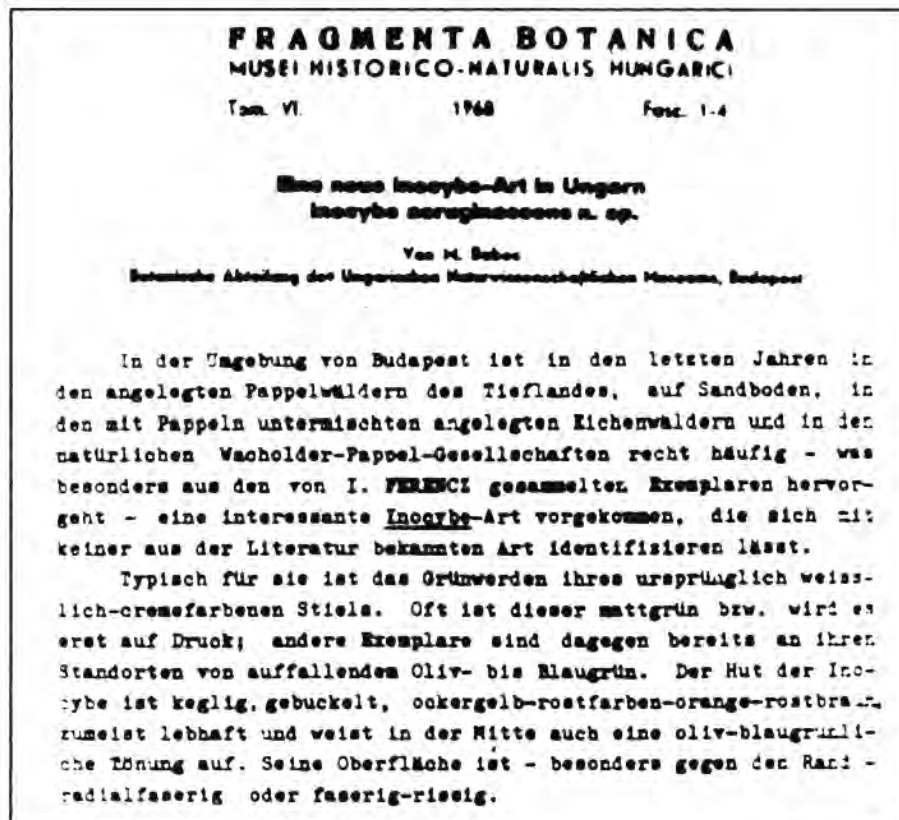 FRAGMENTA BOTANICA
MUSEI HISTORICO-NATURALIS HUNGARICI
Tom. VI. 1968 Fasc. 1-4
Eine neue Inocybe-Art in Ungarn
Inocybe aeruginascens n. sp.
Von M. Babos
Botanische Abteilung des Ungarischen Naturwissenschaftlichen Museums, Budapest
In der Umgebung von Budapest ist in den letzten Jahren in
den angelegten Pappelwäldern des Tieflandes, auf Sandboden, in
den mit Pappeln untermischten angelegten Eichenwäldern und in den
natürlichen Wacholder-Pappel-Gesellschaften recht häufig - was
besonders aus den von I. FERENCZ gesammelten Exemplaren hervor-
geht - eine interessante Inocybe-Art vorgekommen, die sich mit
keiner aus der Literatur bekannten Art identifisieren lässt.
Typisch für sie ist das Grünwerden ihres ursprünglich weiss-
lich-cremefarbenen Stiels. Oft ist dieser mattgrün bzw. wird es
erst auf Druck; andere Exemplare sind dagegen bereits an ihren
Standorten von auffallendem Oliv- bis Blaugrün. Der Hut der Ino-
cybe ist keglig, gebuckelt, ockergelb-rostfarben-orange-rostbraun,
zumeist lebhaft und weist in der Mitte auch eine oliv-blaugrünli-
che Tönung auf. Seine Oberfläche ist - besonders gegen den Rand -
radialfaserig oder faserig-rissig.